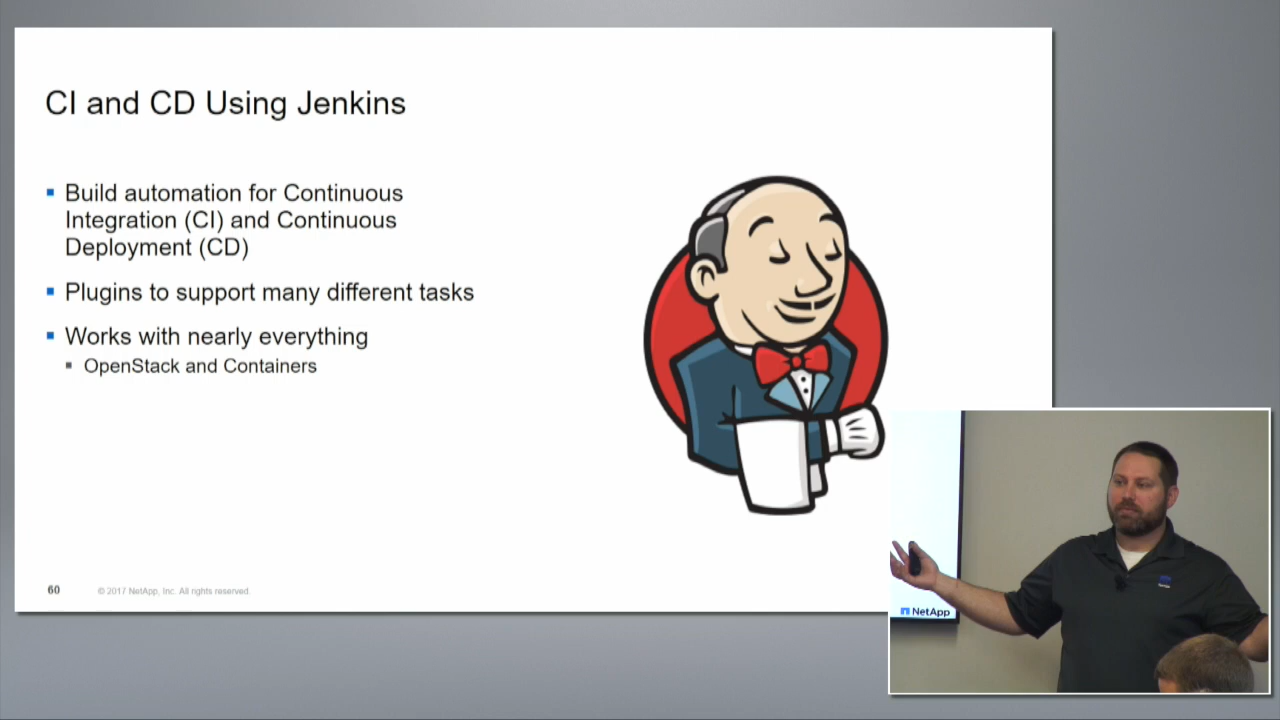 CI and CD Using Jenkins
Build automation for Continuous
Integration (CI) and Continuous
Deployment (CD)
Plugins to support many different tasks
Works with nearly everything
OpenStack and Containers
60
© 2017 NetApp, Inc. All rights reserved.
NetApp